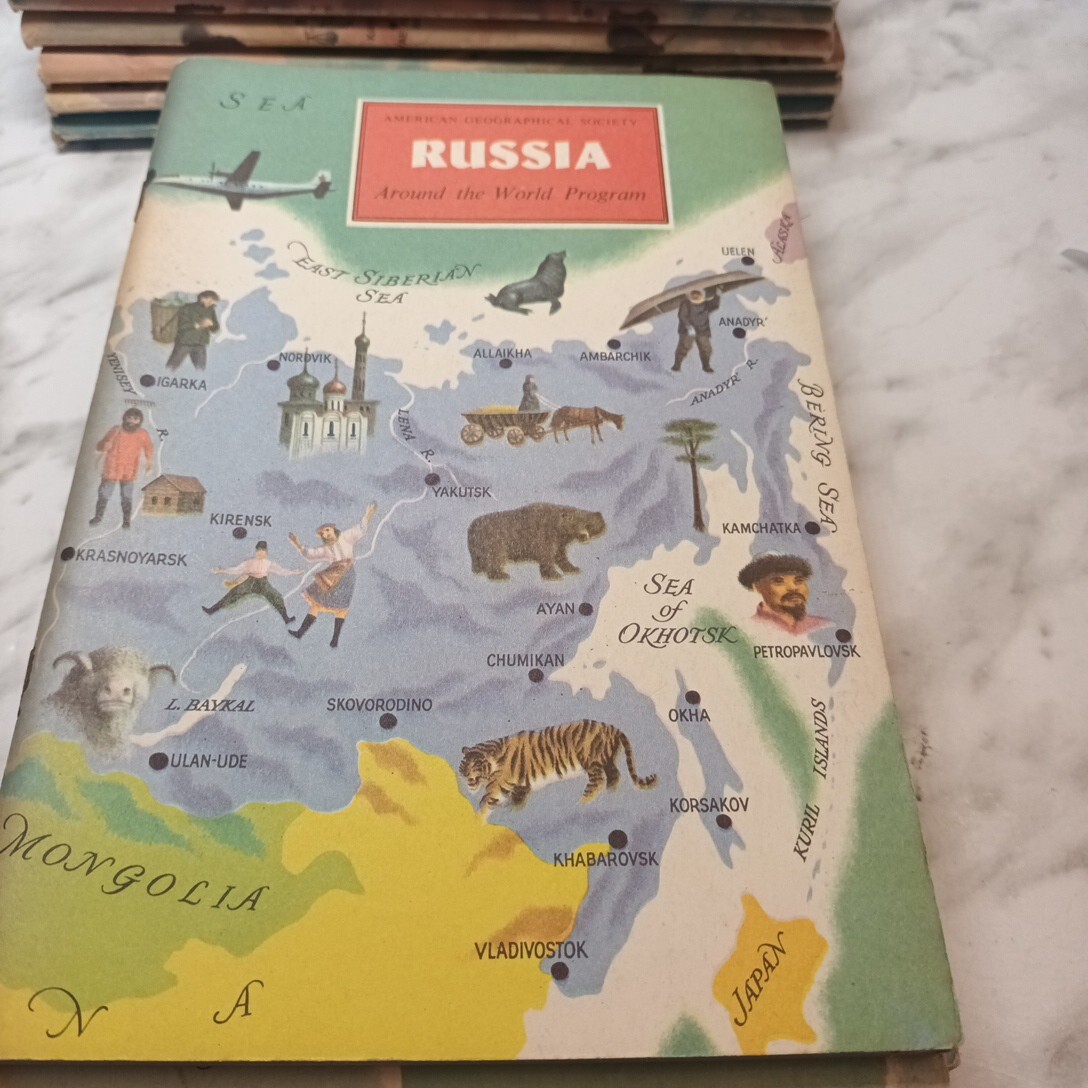 SEA
AMERICAN GEOGRAPHICAL SOCIETY
RUSSIA
Around the World Program
ALASKA
UELEN
EAST SIBERIAN
SEA
ANADYR'
NORDVIK
ALLAIKHA
AMBARCHIK
YENISEY R.
IGARKA
ANADYR' R.
LENA R.
BERING SEA
YAKUTSK
KIRENSK
KAMCHATKA
KRASNOYARSK
SEA
of
OKHOTSK
AYAN
PETROPAVLOVSK
CHUMIKAN
L. BAYKAL
SKOVORODINO
OKHA
ULAN-UDE
KURIL ISLANDS
KORSAKOV
MONGOLIA
KHABAROVSK
VLADIVOSTOK
JAPAN
N A